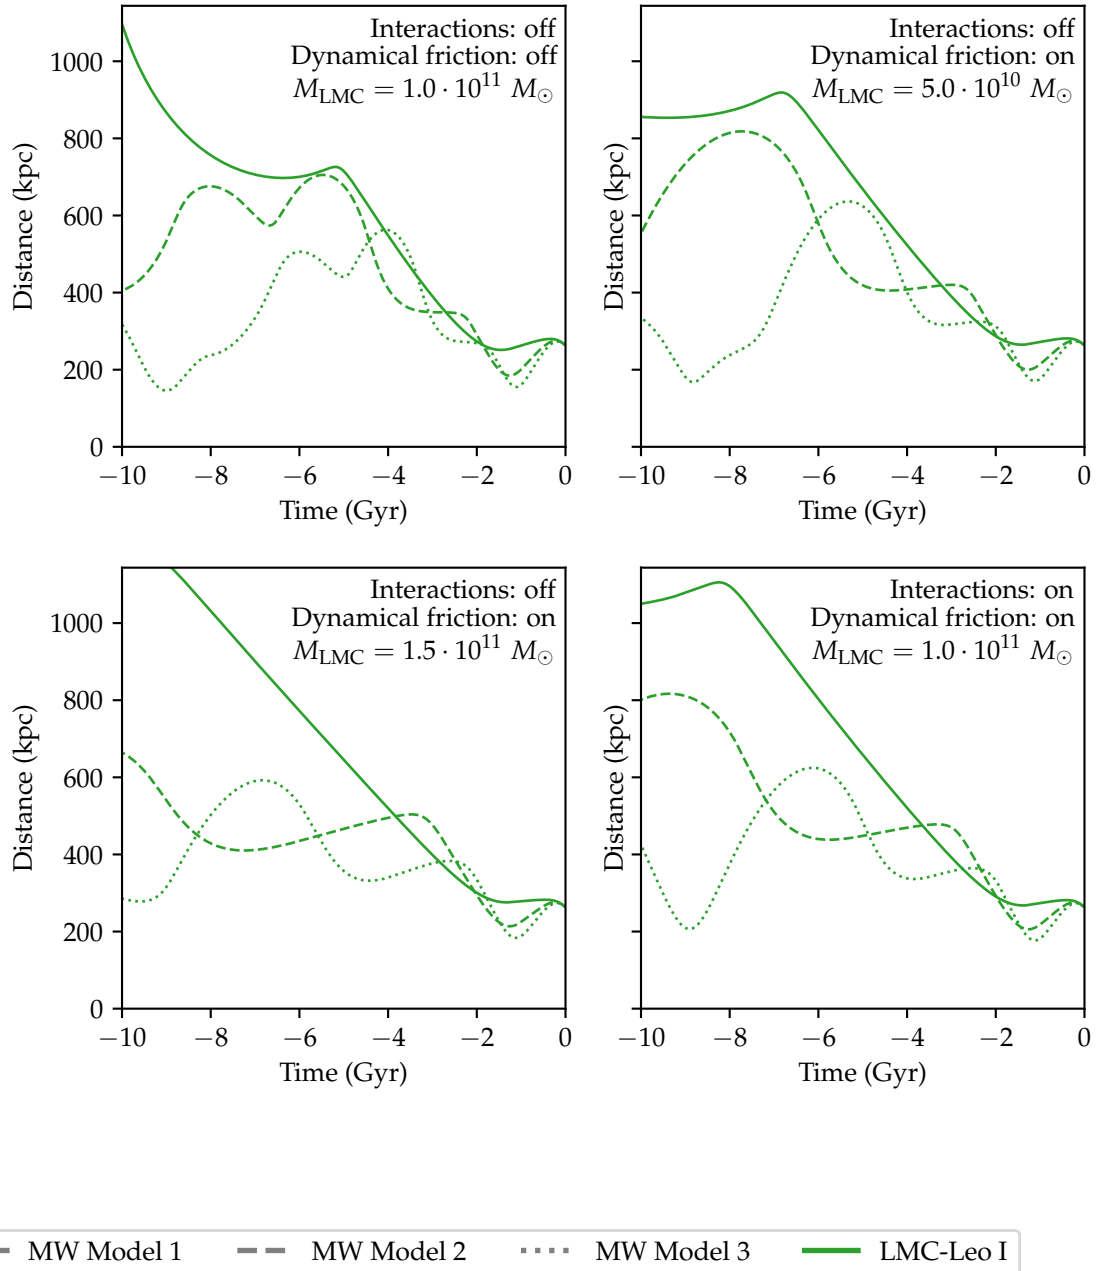 Interactions: off
Dynamical friction: off
M_LMC = 1.0 · 10^11 M_⊙
1000
800
600
400
200
0
Distance (kpc)
−10 −8 −6 −4 −2 0
Time (Gyr)
Interactions: off
Dynamical friction: on
M_LMC = 5.0 · 10^10 M_⊙
Distance (kpc)
−10 −8 −6 −4 −2 0
Time (Gyr)
Interactions: off
Dynamical friction: on
M_LMC = 1.5 · 10^11 M_⊙
1000
800
600
400
200
0
Distance (kpc)
−10 −8 −6 −4 −2 0
Time (Gyr)
Interactions: on
Dynamical friction: on
M_LMC = 1.0 · 10^11 M_⊙
Distance (kpc)
−10 −8 −6 −4 −2 0
Time (Gyr)
MW Model 1 MW Model 2 MW Model 3 LMC-Leo I